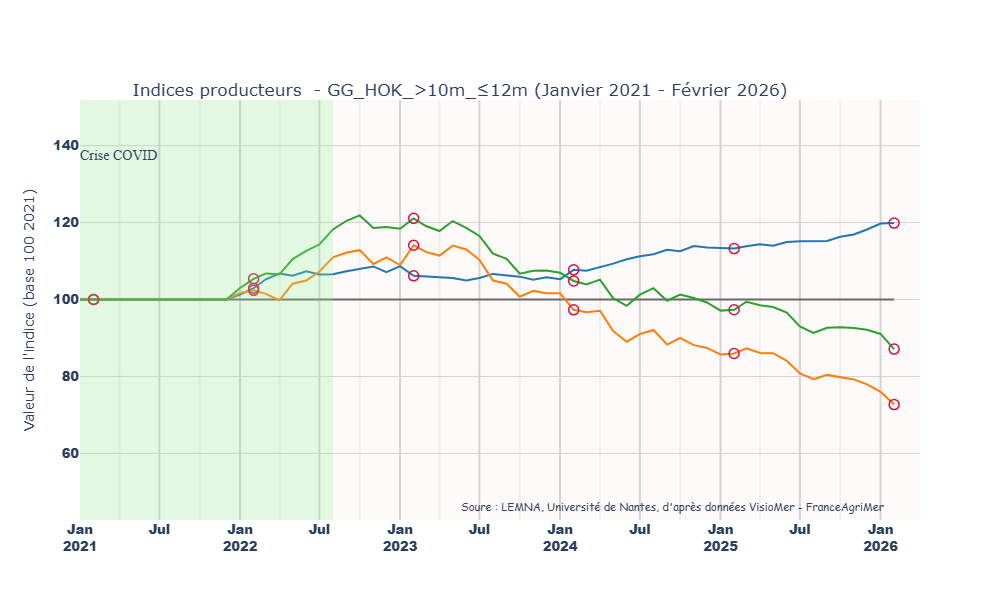 Indices producteurs - GG_HOK_>10m_≤12m (Janvier 2021 - Février 2026)
Valeur de l'indice (base 100 2021)
140
120
100
80
60
Crise COVID
Soure : LEMNA, Université de Nantes, d'après données VisioMer - FranceAgriMer
Jan Jul Jan Jul Jan Jul Jan Jul Jan Jul Jan
2021 2022 2023 2024 2025 2026